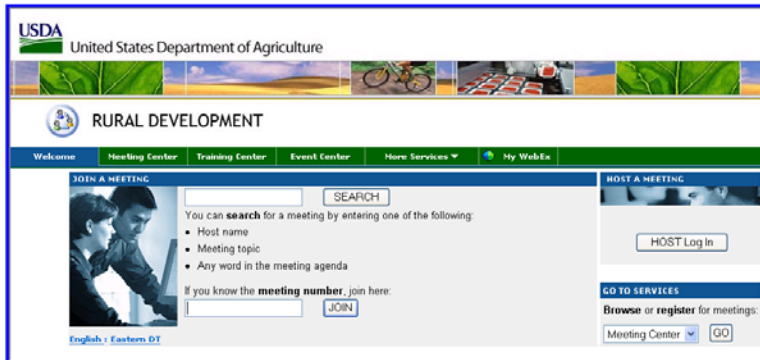 USDA
United States Department of Agriculture
RURAL DEVELOPMENT
Welcome
Meeting Center
Training Center
Event Center
More Services
My WebEx
JOIN A MEETING
SEARCH
You can search for a meeting by entering one of the following:
• Host name
• Meeting topic
• Any word in the meeting agenda
If you know the meeting number, join here:
JOIN
English : Eastern DT
HOST A MEETING
HOST Log In
GO TO SERVICES
Browse or register for meetings:
Meeting Center
GO